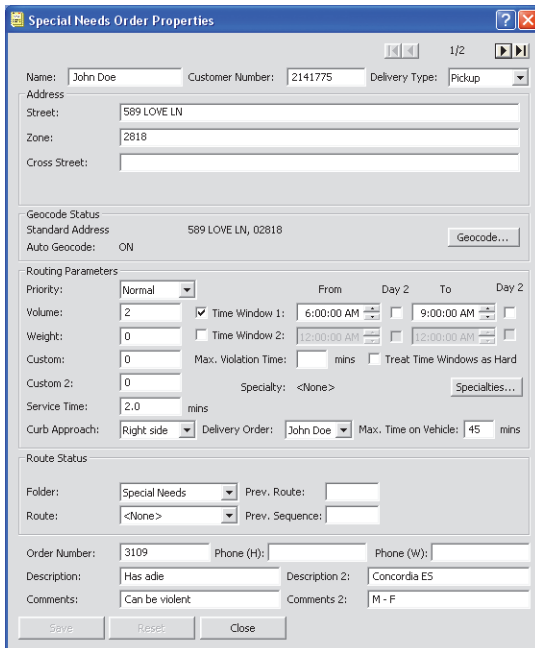 Special Needs Order Properties
1/2
Name: John Doe Customer Number: 2141775 Delivery Type: Pickup
Address
Street: 589 LOVE LN
Zone: 2818
Cross Street:
Geocode Status
Standard Address 589 LOVE LN, 02818
Geocode...
Auto Geocode: ON
Routing Parameters
Priority: Normal From Day 2 To Day 2
Volume: 2 Time Window 1: 6:00:00 AM 9:00:00 AM
Weight: 0 Time Window 2: 12:00:00 AM 12:00:00 AM
Custom: 0 Max. Violation Time: mins Treat Time Windows as Hard
Custom 2: 0 Specialty: <None> Specialties...
Service Time: 2.0 mins
Curb Approach: Right side Delivery Order: John Doe Max. Time on Vehicle: 45 mins
Route Status
Folder: Special Needs Prev. Route:
Route: <None> Prev. Sequence:
Order Number: 3109 Phone (H): Phone (W):
Description: Has adie Description 2: Concordia ES
Comments: Can be violent Comments 2: M - F
Save Reset Close